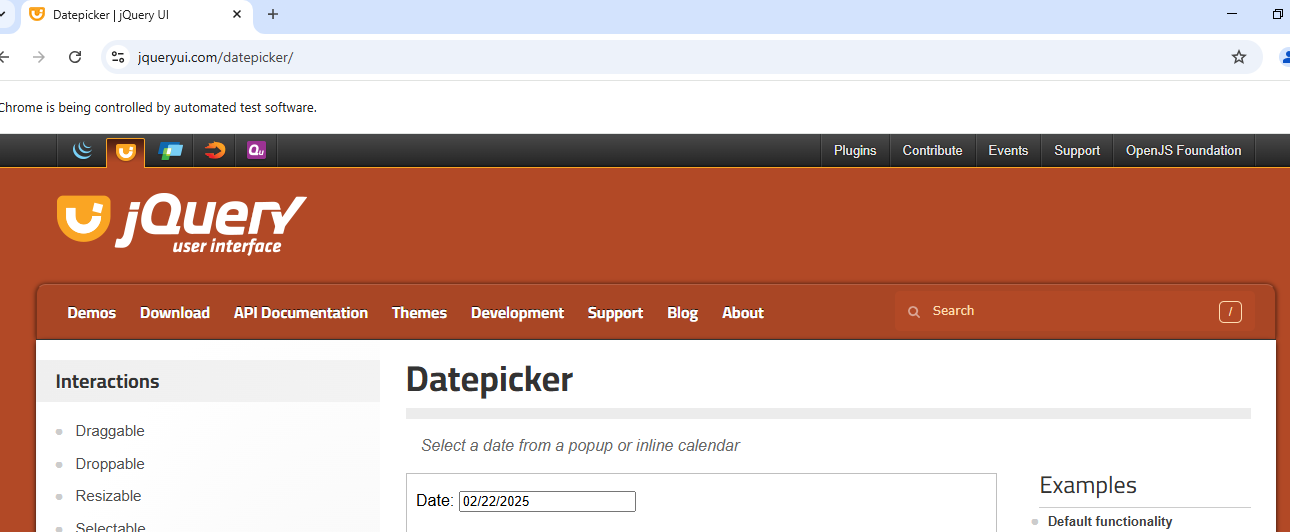 Datepicker | jQuery UI
jqueryui.com/datepicker/
Chrome is being controlled by automated test software.
Qu
Plugins Contribute Events Support OpenJS Foundation
jQuery
user interface
Demos Download API Documentation Themes Development Support Blog About Search /
Interactions
Draggable
Droppable
Resizable
Selectable
Datepicker
Select a date from a popup or inline calendar
Date: 02/22/2025
Examples
Default functionality